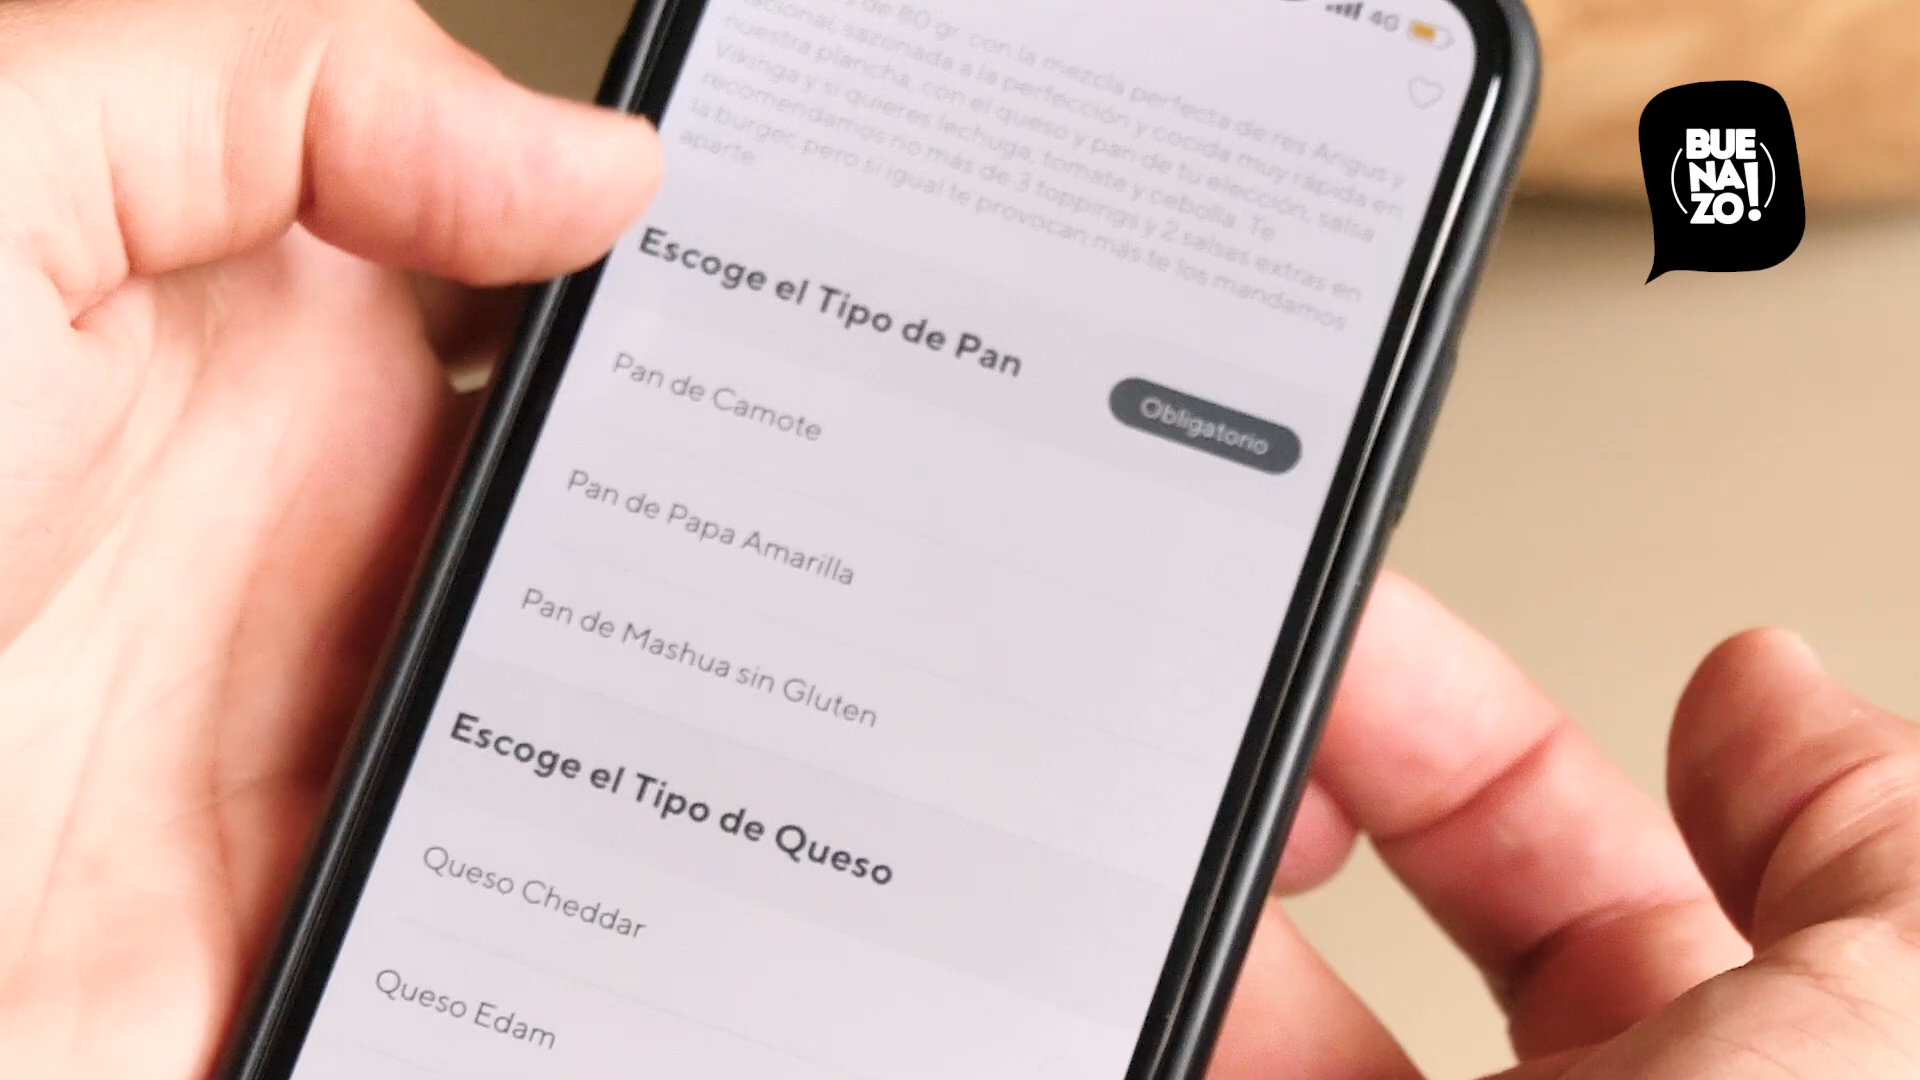 4G
de 80 gr. con la mezcla perfecta de res Angus y
nacional, sazonada a la perfección y cocida muy rápida en
nuestra plancha, con el queso y pan de tu elección, salsa
Vikinga y si quieres lechuga, tomate y cebolla. Te
recomendamos no más de 3 toppings y 2 salsas extras en
la burger, pero si igual te provocan más te los mandamos
aparte
Escoge el Tipo de Pan
Obligatorio
Pan de Camote
Pan de Papa Amarilla
Pan de Mashua sin Gluten
Escoge el Tipo de Queso
Queso Cheddar
Queso Edam
BUE
NA
ZO!